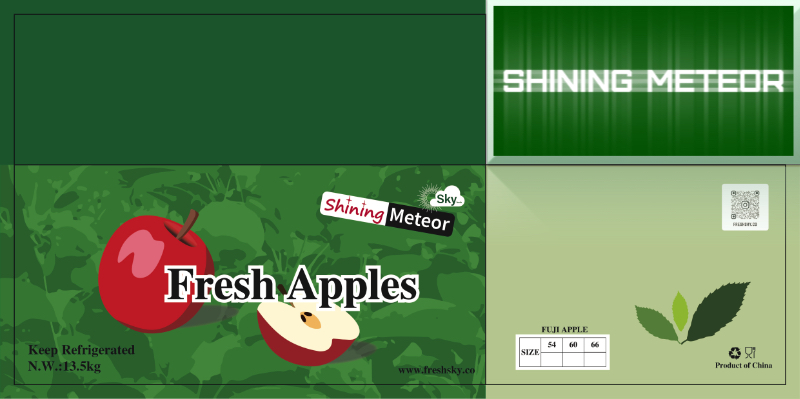 SHINING METEOR
Shining Meteor
Sky
Fresh Apples
Keep Refrigerated
N.W.:13.5kg
www.freshsky.co
FUJI APPLE
SIZE 54 60 66
Product of China